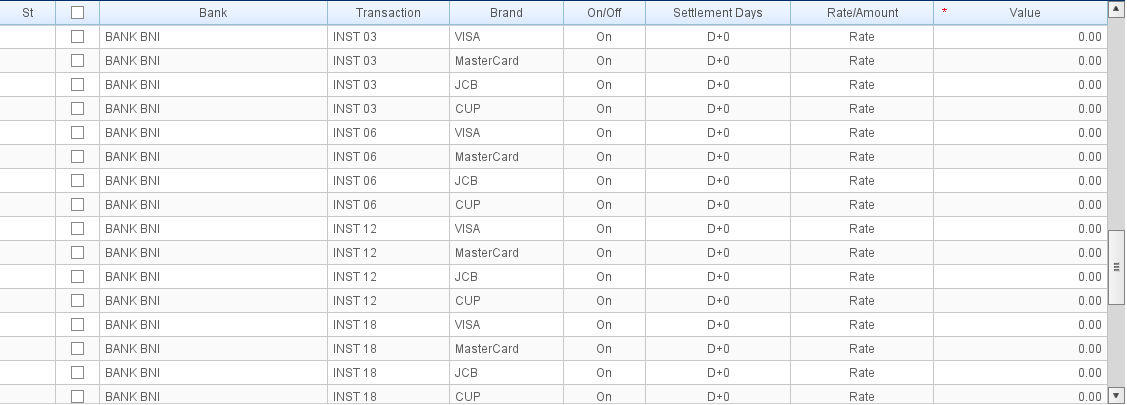 St Bank Transaction Brand On/Off Settlement Days Rate/Amount * Value
BANK BNI INST 03 VISA On D+0 Rate 0.00
BANK BNI INST 03 MasterCard On D+0 Rate 0.00
BANK BNI INST 03 JCB On D+0 Rate 0.00
BANK BNI INST 03 CUP On D+0 Rate 0.00
BANK BNI INST 06 VISA On D+0 Rate 0.00
BANK BNI INST 06 MasterCard On D+0 Rate 0.00
BANK BNI INST 06 JCB On D+0 Rate 0.00
BANK BNI INST 06 CUP On D+0 Rate 0.00
BANK BNI INST 12 VISA On D+0 Rate 0.00
BANK BNI INST 12 MasterCard On D+0 Rate 0.00
BANK BNI INST 12 JCB On D+0 Rate 0.00
BANK BNI INST 12 CUP On D+0 Rate 0.00
BANK BNI INST 18 VISA On D+0 Rate 0.00
BANK BNI INST 18 MasterCard On D+0 Rate 0.00
BANK BNI INST 18 JCB On D+0 Rate 0.00
BANK BNI INST 18 CUP On D+0 Rate 0.00